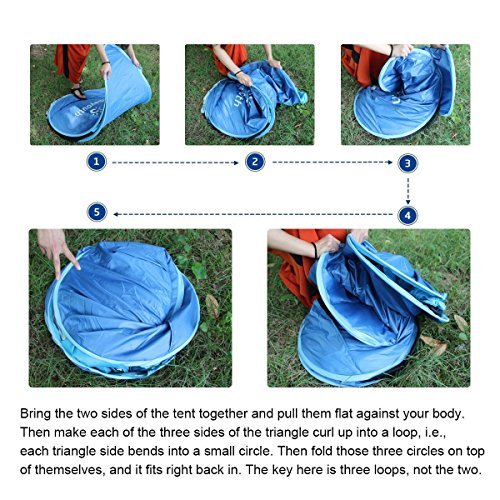 1
2
3
5
4
Bring the two sides of the tent together and pull them flat against your body.
Then make each of the three sides of the triangle curl up into a loop, i.e.,
each triangle side bends into a small circle. Then fold those three circles on top
of themselves, and it fits right back in. The key here is three loops, not the two.